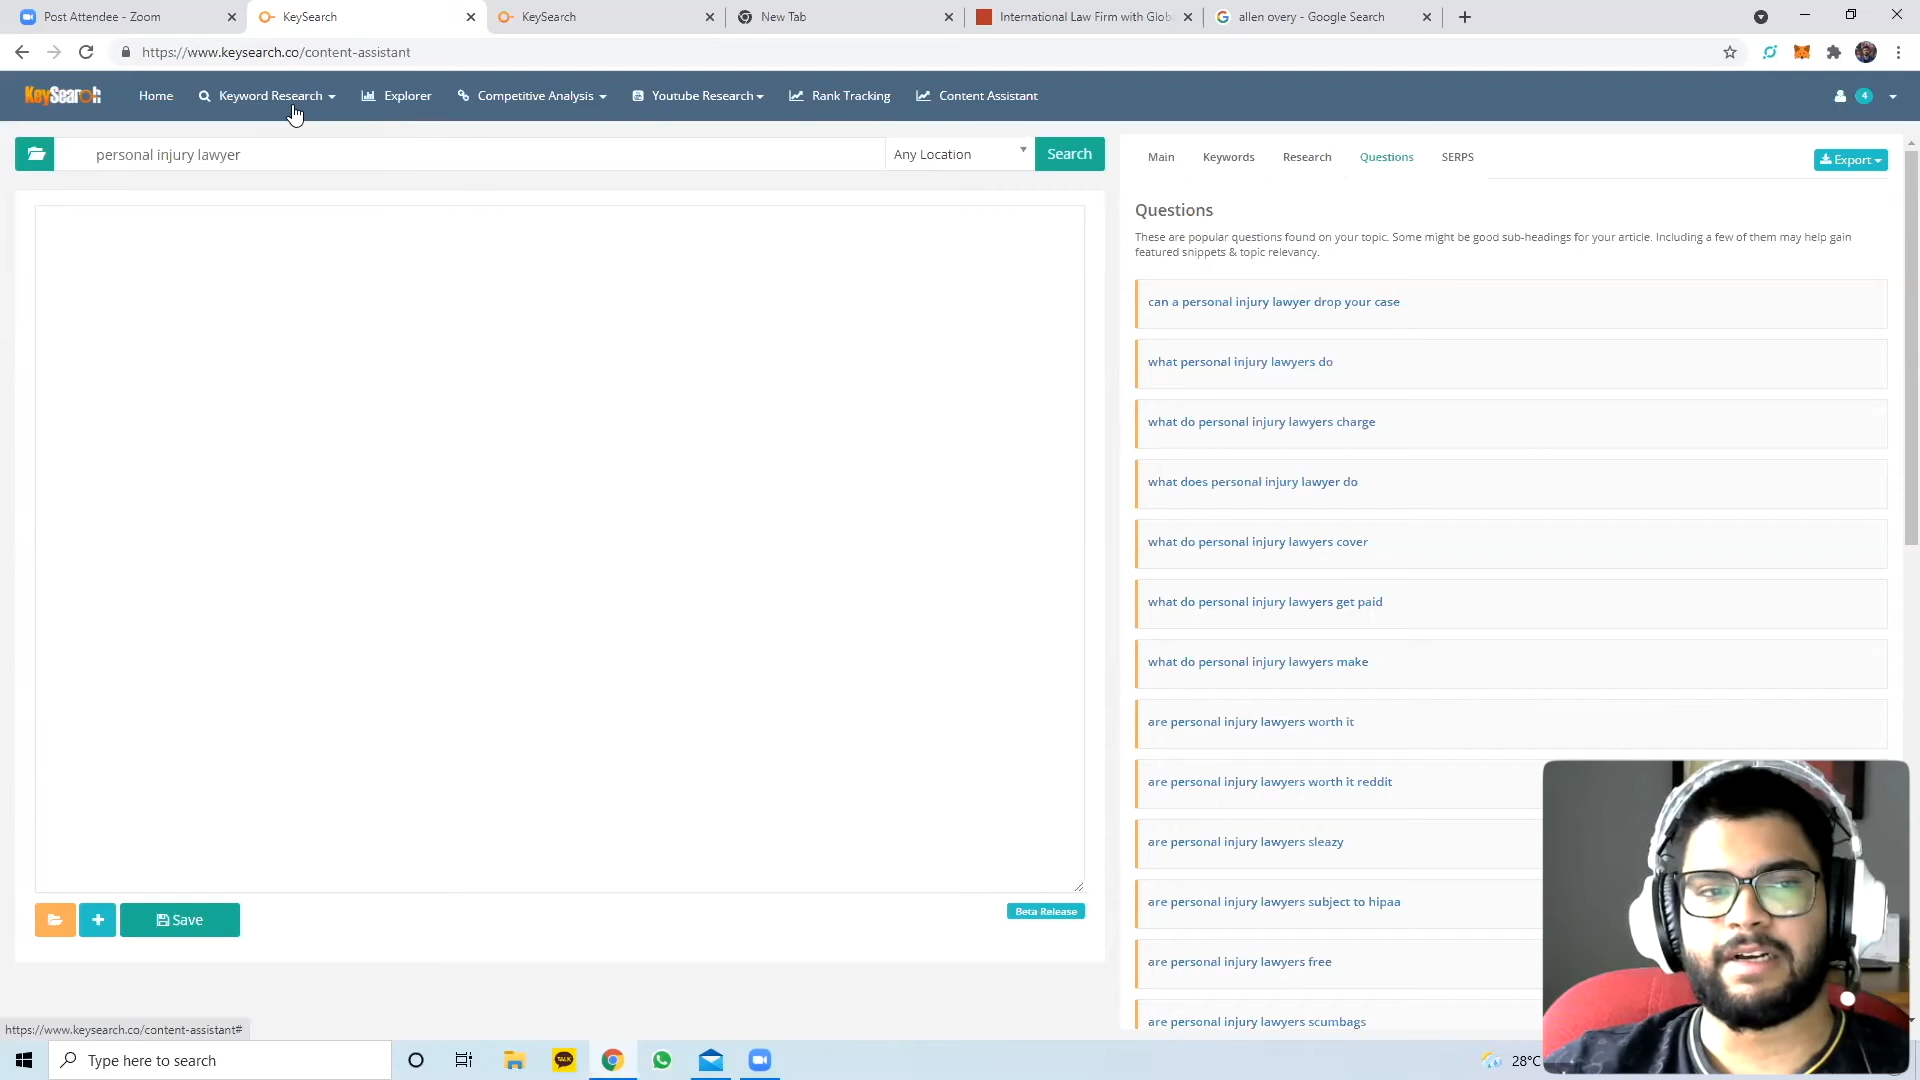 Post Attendee - Zoom
KeySearch
KeySearch
New Tab
International Law Firm with Glob
allen overy - Google Search
https://www.keysearch.co/content-assistant
KeySearch
Home
Keyword Research
Explorer
Competitive Analysis
Youtube Research
Rank Tracking
Content Assistant
4
personal injury lawyer
Any Location
Search
Main
Keywords
Research
Questions
SERPS
Export
Questions
These are popular questions found on your topic. Some might be good sub-headings for your article. Including a few of them may help gain
featured snippets & topic relevancy.
can a personal injury lawyer drop your case
what personal injury lawyers do
what do personal injury lawyers charge
what does personal injury lawyer do
what do personal injury lawyers cover
what do personal injury lawyers get paid
what do personal injury lawyers make
are personal injury lawyers worth it
are personal injury lawyers worth it reddit
are personal injury lawyers sleazy
are personal injury lawyers subject to hipaa
are personal injury lawyers free
are personal injury lawyers scumbags
Save
Beta Release
https://www.keysearch.co/content-assistant#
Type here to search
TALK
28°C